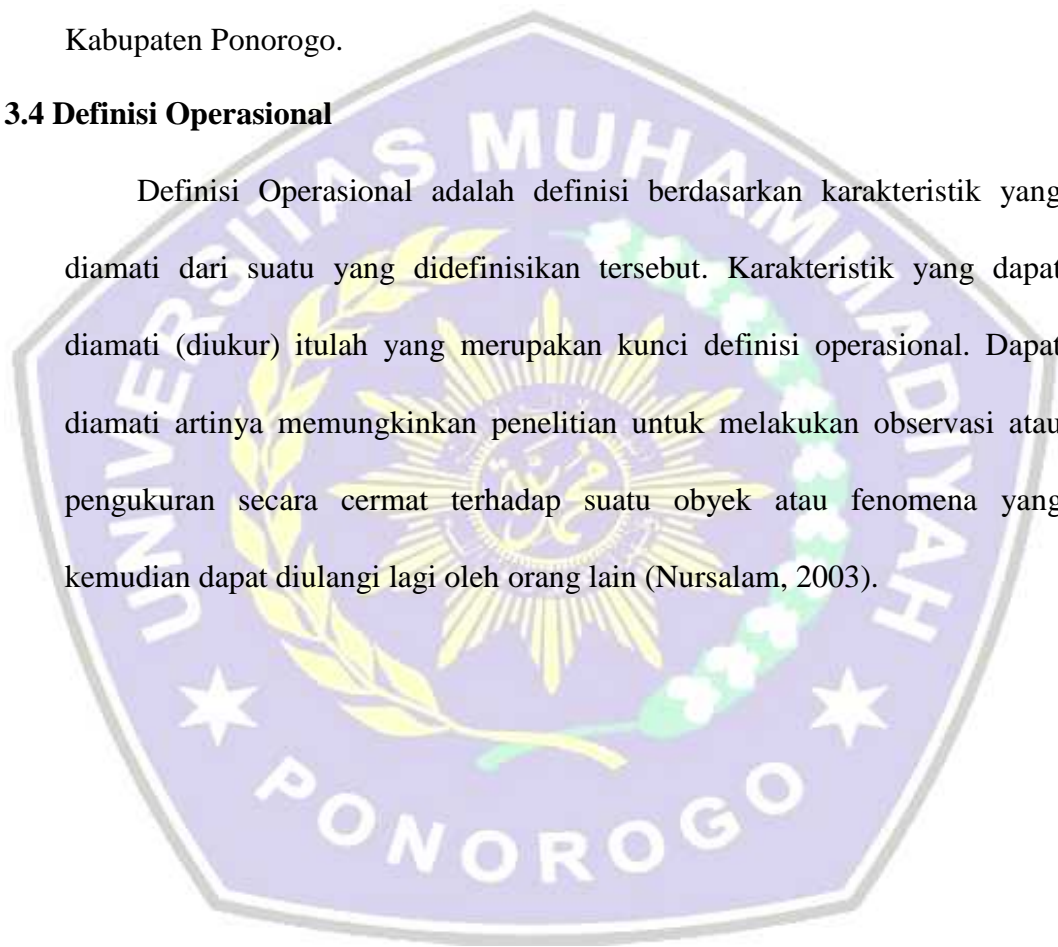 Kabupaten Ponorogo.
3.4 Definisi Operasional
Definisi Operasional adalah definisi berdasarkan karakteristik yang
diamati dari suatu yang didefinisikan tersebut. Karakteristik yang dapat
diamati (diukur) itulah yang merupakan kunci definisi operasional. Dapat
diamati artinya memungkinkan penelitian untuk melakukan observasi atau
pengukuran secara cermat terhadap suatu obyek atau fenomena yang
kemudian dapat diulangi lagi oleh orang lain (Nursalam, 2003).
UNIVERSITAS MUHAMMADIYAH
PONOROGO